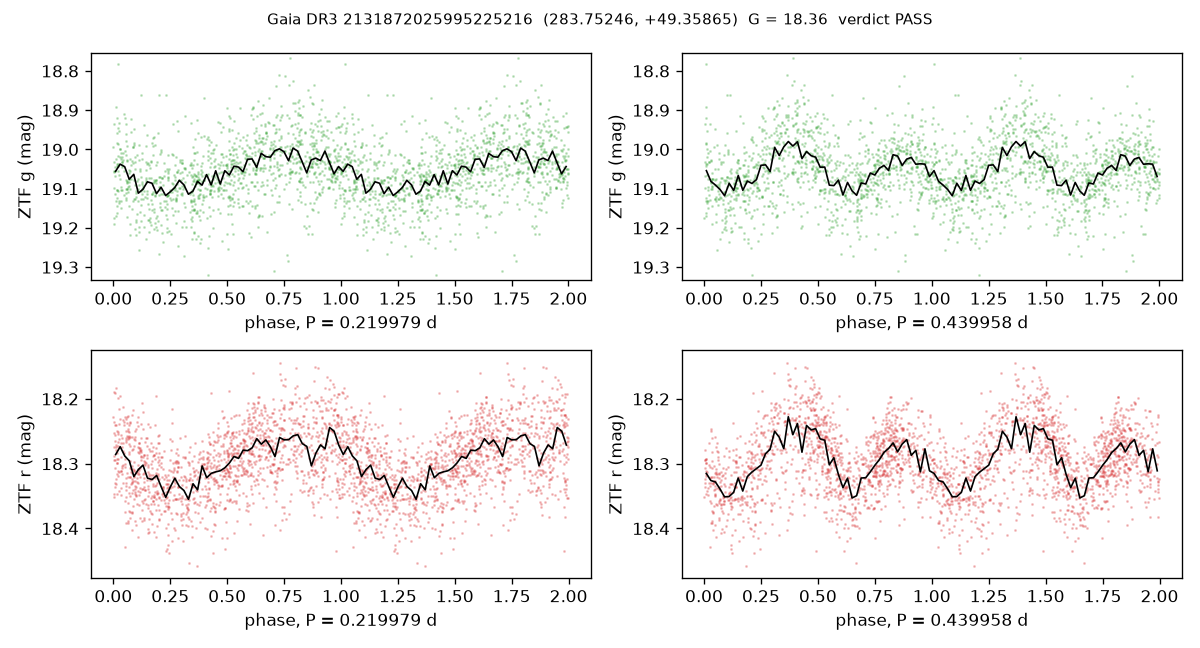 Gaia DR3 2131872025995225216  (283.75246, +49.35865)  G = 18.36  verdict PASS
ZTF g (mag)
18.8
18.9
19.0
19.1
19.2
19.3
0.00 0.25 0.50 0.75 1.00 1.25 1.50 1.75 2.00
phase, P = 0.219979 d
ZTF g (mag)
18.8
18.9
19.0
19.1
19.2
19.3
0.00 0.25 0.50 0.75 1.00 1.25 1.50 1.75 2.00
phase, P = 0.439958 d
ZTF r (mag)
18.2
18.3
18.4
0.00 0.25 0.50 0.75 1.00 1.25 1.50 1.75 2.00
phase, P = 0.219979 d
ZTF r (mag)
18.2
18.3
18.4
0.00 0.25 0.50 0.75 1.00 1.25 1.50 1.75 2.00
phase, P = 0.439958 d